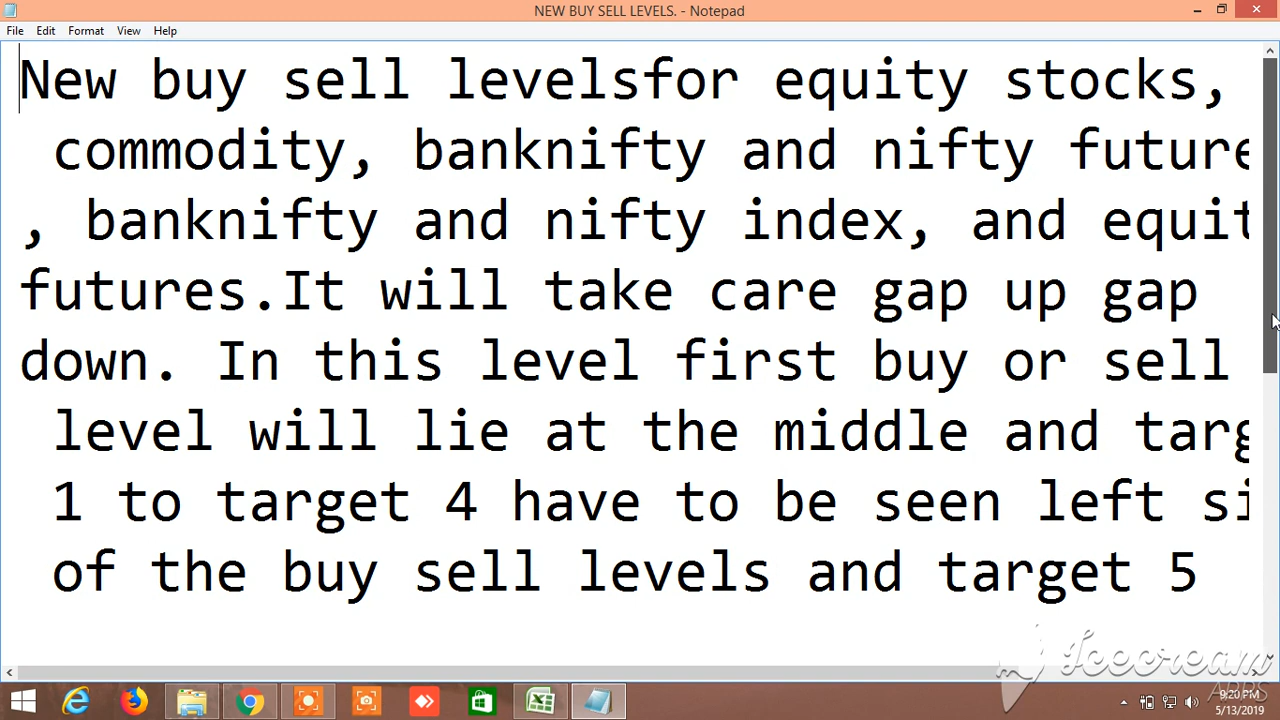 NEW BUY SELL LEVELS. - Notepad
File Edit Format View Help
New buy sell levelsfor equity stocks,
commodity, banknifty and nifty future
, banknifty and nifty index, and equit
futures.It will take care gap up gap
down. In this level first buy or sell
level will lie at the middle and targ
1 to target 4 have to be seen left si
of the buy sell levels and target 5
Icecream
APPS
9:20 PM
5/13/2019